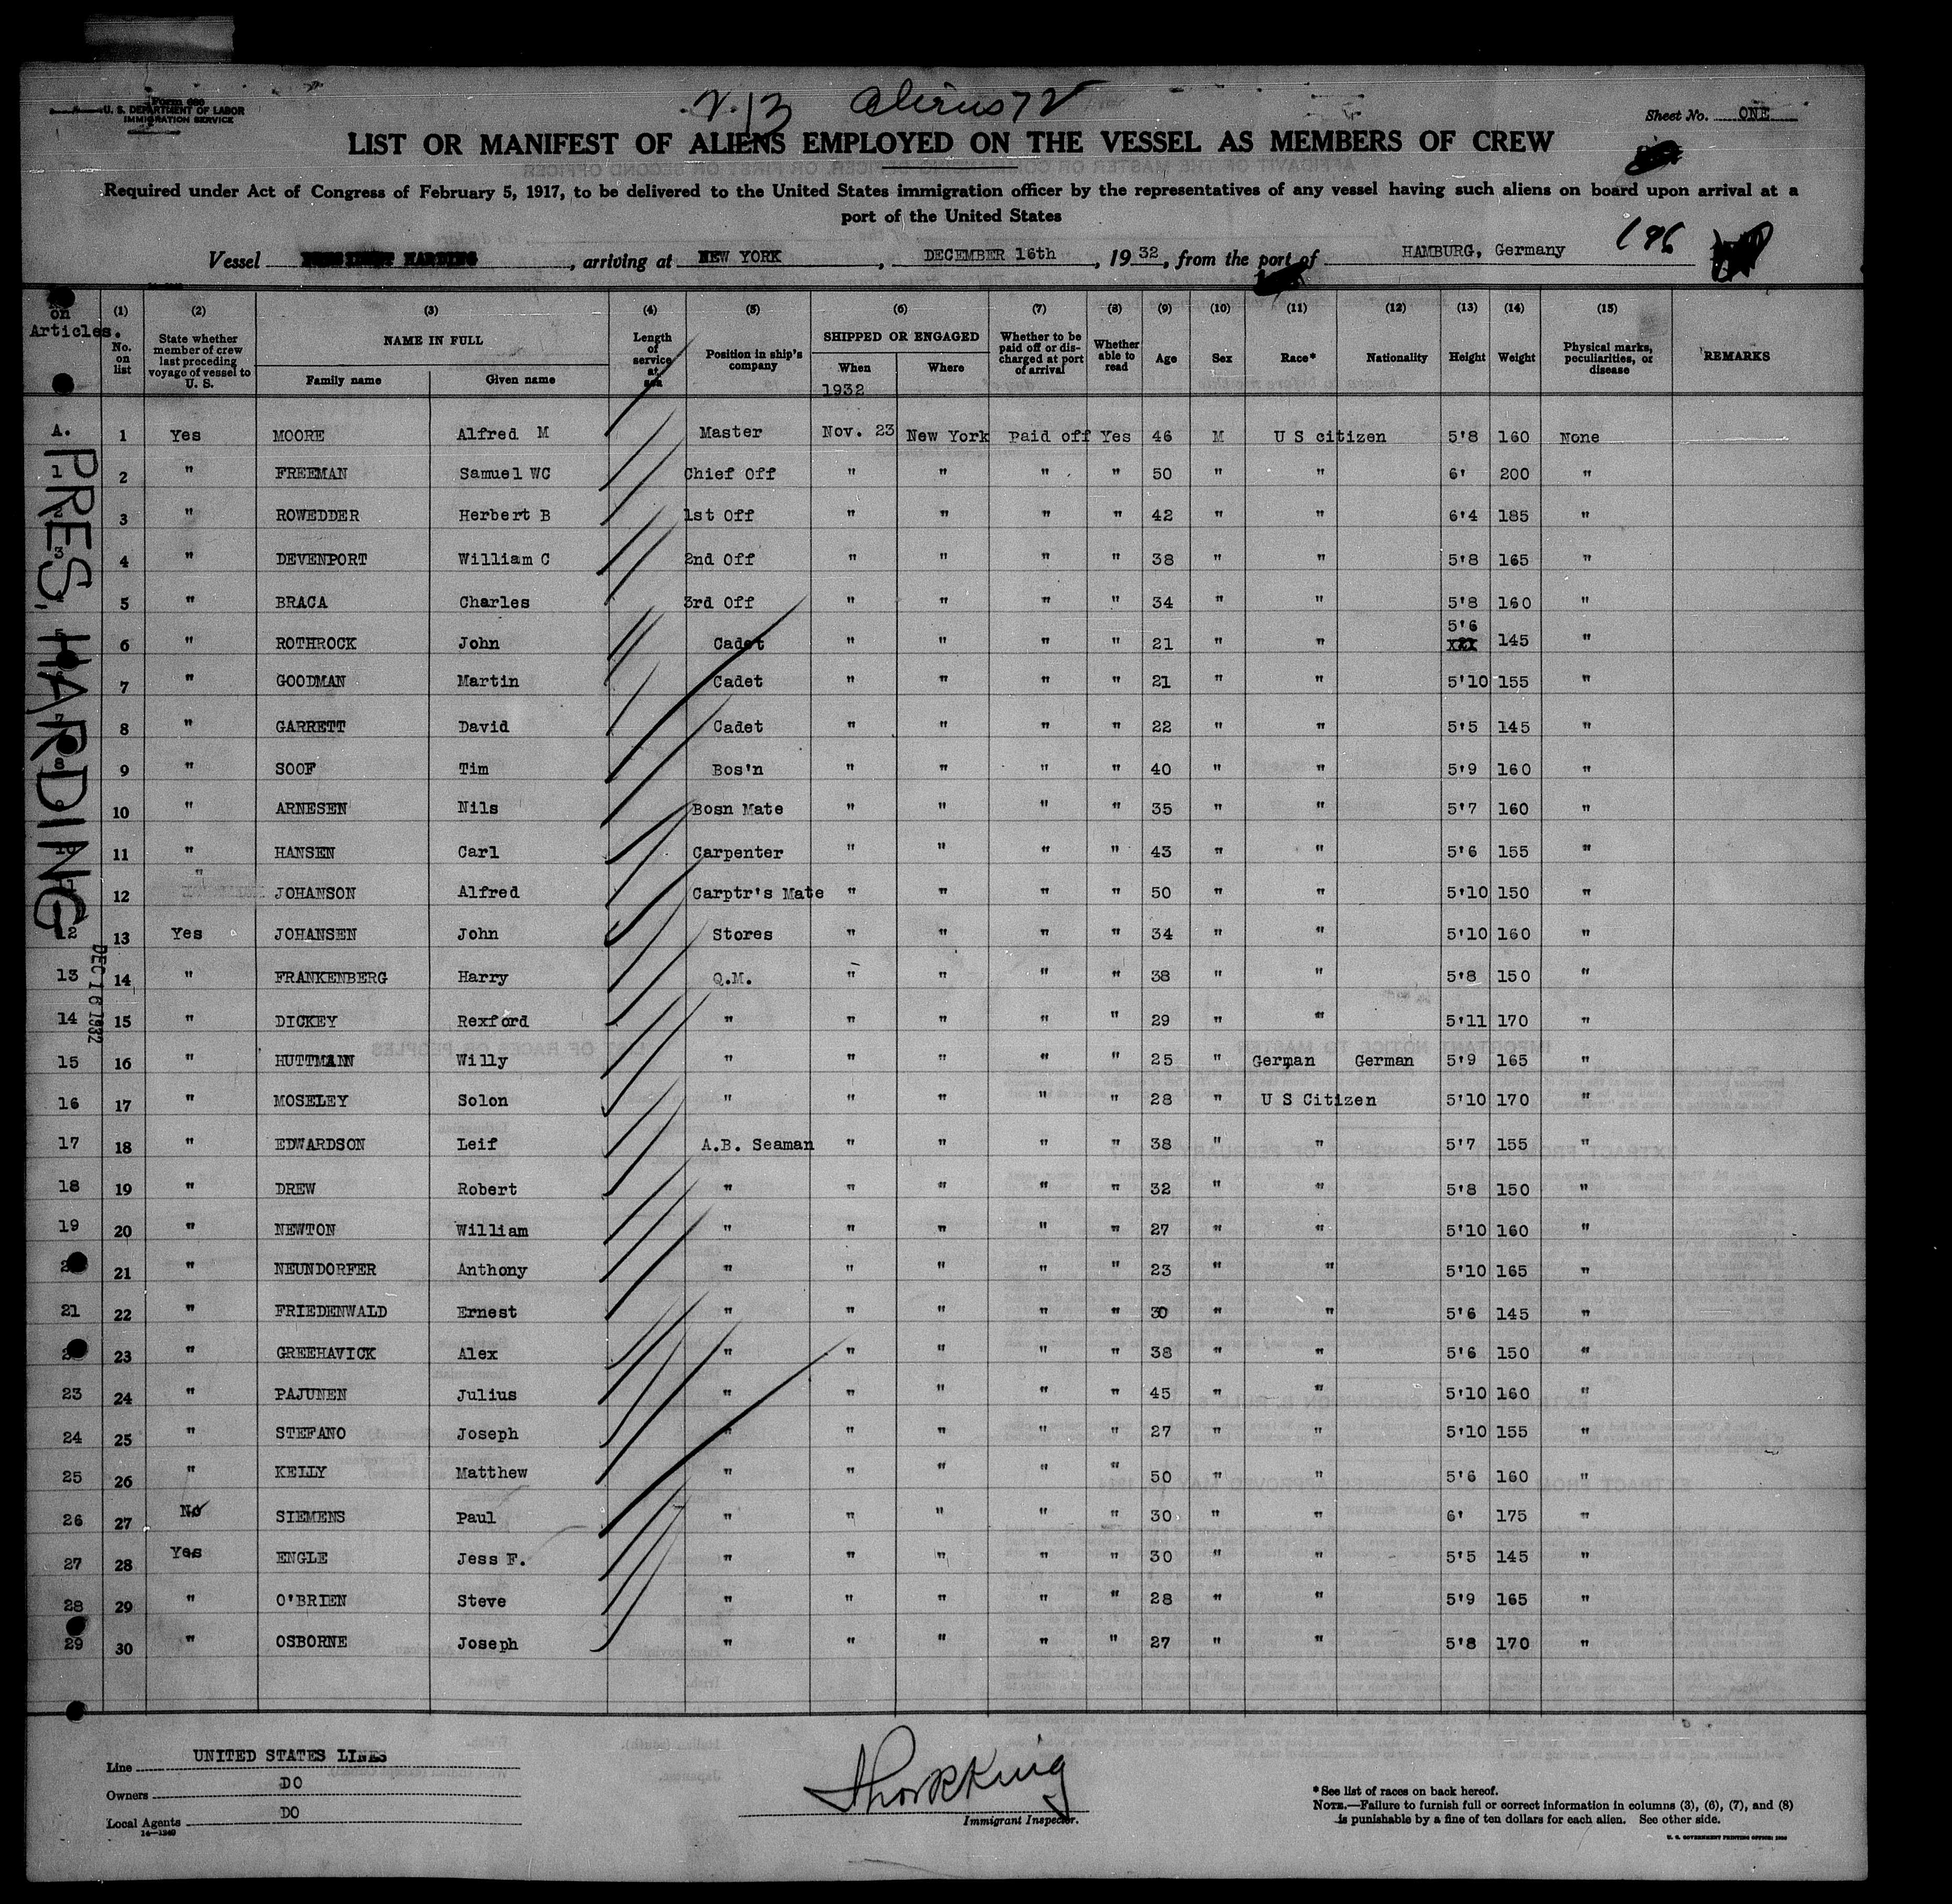 Form 680
U. S. DEPARTMENT OF LABOR
IMMIGRATION SERVICE
Sheet No. ONE
LIST OR MANIFEST OF ALIENS EMPLOYED ON THE VESSEL AS MEMBERS OF CREW
Required under Act of Congress of February 5, 1917, to be delivered to the United States immigration officer by the representatives of any vessel having such aliens on board upon arrival at a
port of the United States
196
Vessel PRESIDENT HARDING, arriving at NEW YORK, DECEMBER 16th, 1932, from the port of HAMBURG, Germany
on Articles. (1) (2) (3) (4) (5) (6) (7) (8) (9) (10) (11) (12) (13) (14) (15)
No. on list State whether member of crew last preceding voyage of vessel to U. S. NAME IN FULL Family name Given name Length of service at sea Position in ship's company SHIPPED OR ENGAGED When Where Whether to be paid off or discharged at port of arrival Whether able to read Age Sex Race* Nationality Height Weight Physical marks, peculiarities, or disease REMARKS
1932
A. 1 Yes MOORE Alfred M Master Nov. 23 New York Paid off Yes 46 M U S citizen 5'8 160 None
1 2 " FREEMAN Samuel WC Chief Off " " " " 50 " " 6' 200 "
2 3 " ROWEDDER Herbert B 1st Off " " " " 42 " " 6'4 185 "
3 4 " DEVENPORT William C 2nd Off " " " " 38 " " 5'8 165 "
5 " BRACA Charles 3rd Off " " " " 34 " " 5'8 160 "
5 6 " ROTHROCK John Cadet " " " " 21 " " 5'6 145 "
7 " GOODMAN Martin Cadet " " " " 21 " " 5'10 155 "
7 8 " GARRETT David Cadet " " " " 22 " " 5'5 145 "
8 9 " SOOF Tim Bos'n " " " " 40 " " 5'9 160 "
9 10 " ARNESEN Nils Bosn Mate " " " " 35 " " 5'7 160 "
10 11 " HANSEN Carl Carpenter " " " " 43 " " 5'6 155 "
12 " JOHANSON Alfred Carptr's Mate " " " " 50 " " 5'10 150 "
12 13 Yes JOHANSEN John Stores " " " " 34 " " 5'10 160 "
13 14 " FRANKENBERG Harry Q.M. " " " " 38 " " 5'8 150 "
14 15 " DICKEY Rexford " " " " " 29 " " 5'11 170 "
15 16 " HUTTMANN Willy " " " " " 25 " German German 5'9 165 "
16 17 " MOSELEY Solon " " " " " 28 " U S Citizen 5'10 170 "
17 18 " EDWARDSON Leif A.B. Seaman " " " " 38 " " 5'7 155 "
18 19 " DREW Robert " " " " " 32 " " 5'8 150 "
19 20 " NEWTON William " " " " " 27 " " 5'10 160 "
21 " NEUNDORFER Anthony " " " " " 23 " " 5'10 165 "
21 22 " FRIEDENWALD Ernest " " " " " 30 " " 5'6 145 "
23 " GREEHAVICK Alex " " " " " 38 " " 5'6 150 "
23 24 " PAJUNEN Julius " " " " " 45 " " 5'10 160 "
24 25 " STEFANO Joseph " " " " " 27 " " 5'10 155 "
25 26 " KELLY Matthew " " " " " 50 " " 5'6 160 "
26 27 No SIEMENS Paul " " " " " 30 " " 6' 175 "
27 28 Yes ENGLE Jess F. " " " " " 30 " " 5'5 145 "
28 29 " O'BRIEN Steve " " " " " 28 " " 5'9 165 "
29 30 " OSBORNE Joseph " " " " " 27 " " 5'8 170 "
PRES. HARDING
DEC 16 1932
Line UNITED STATES LINES
Owners DO
Local Agents DO
14—1240
Immigrant Inspector.
* See list of races on back hereof.
NOTE.—Failure to furnish full or correct information in columns (3), (6), (7), and (8)
is punishable by a fine of ten dollars for each alien. See other side.
U. S. GOVERNMENT PRINTING OFFICE: 1930